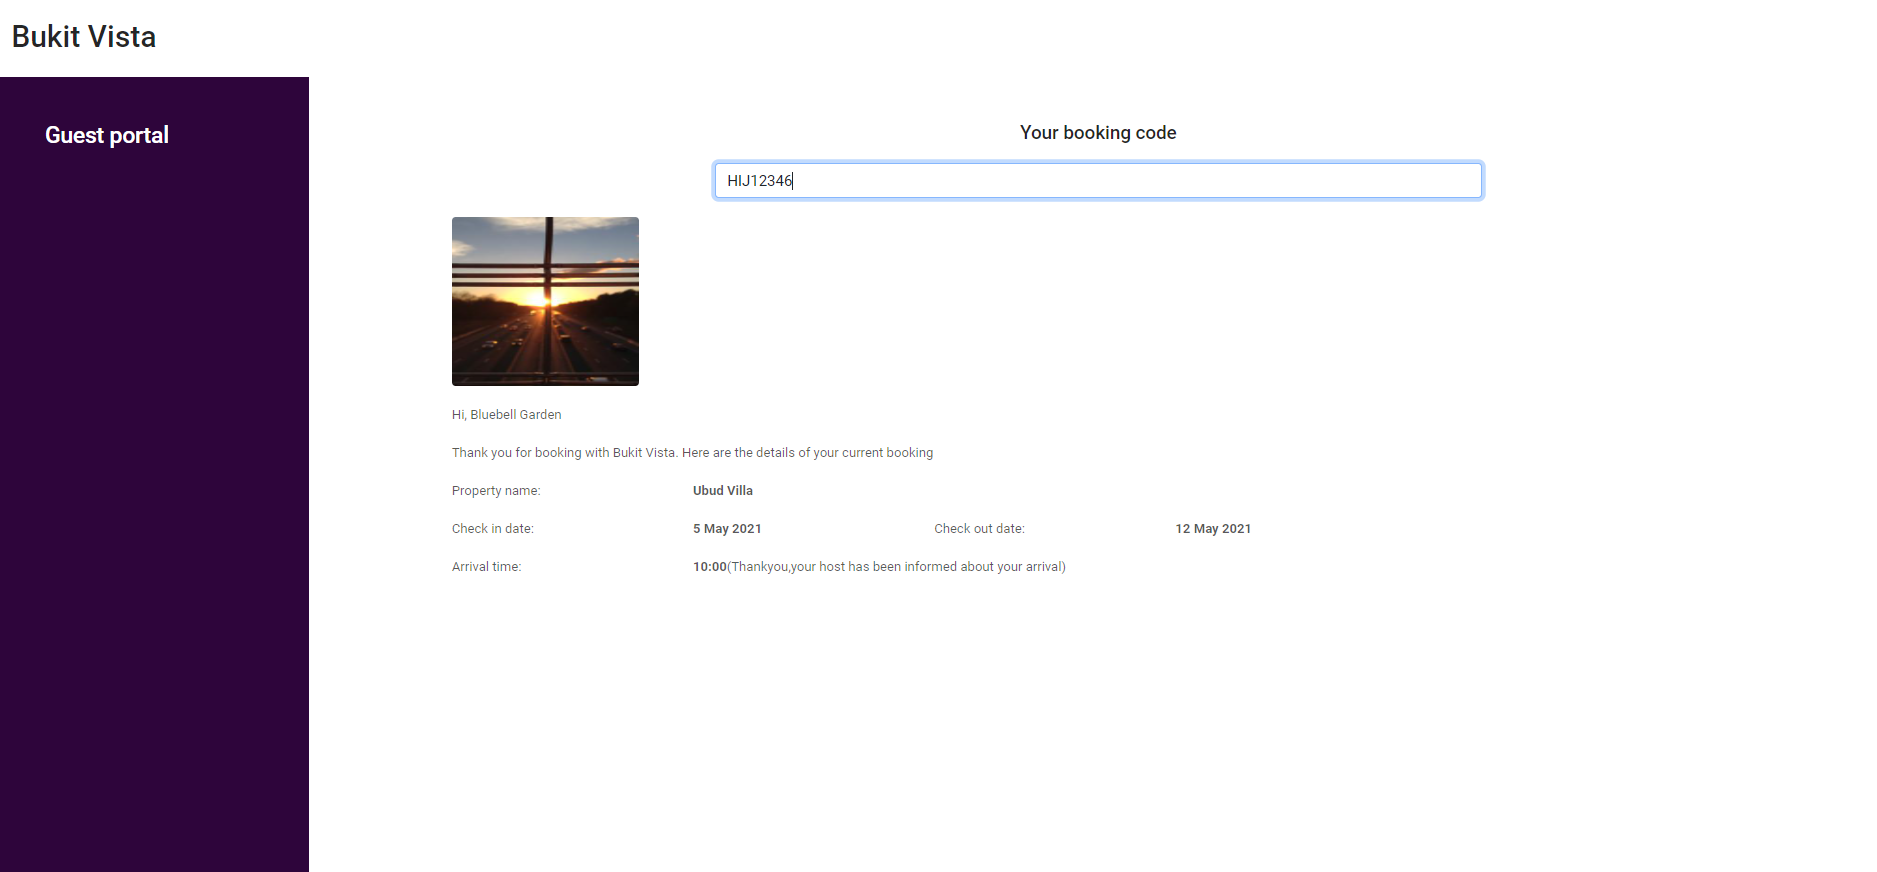 Bukit Vista
Guest portal
Your booking code
HIJ12346
Hi, Bluebell Garden
Thank you for booking with Bukit Vista. Here are the details of your current booking
Property name: Ubud Villa
Check in date: 5 May 2021 Check out date: 12 May 2021
Arrival time: 10:00(Thankyou,your host has been informed about your arrival)